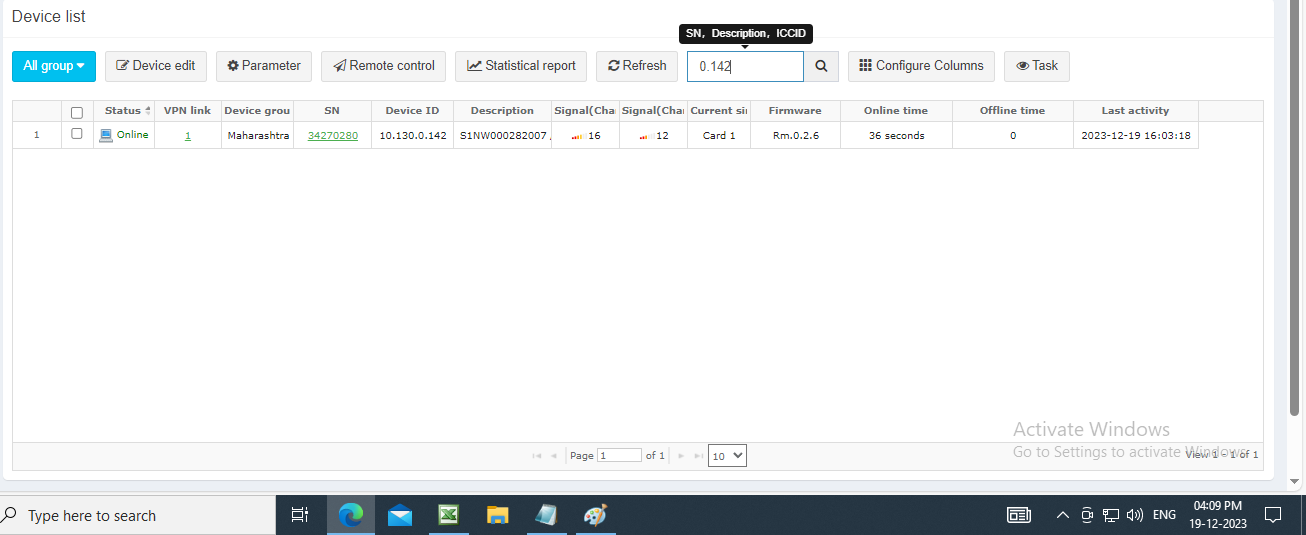 Device list
SN, Description, ICCID
All group Device edit Parameter Remote control Statistical report Refresh 0.142 Configure Columns Task
Status VPN link Device grou SN Device ID Description Signal(Cha Signal(Cha Current si Firmware Online time Offline time Last activity
1 Online 1 Maharashtra 34270280 10.130.0.142 S1NW000282007 16 12 Card 1 Rm.0.2.6 36 seconds 0 2023-12-19 16:03:18
Activate Windows
Go to Settings to activate Windows.
Page 1 of 1 10 View 1 - 1 of 1
Type here to search ENG 04:09 PM
19-12-2023